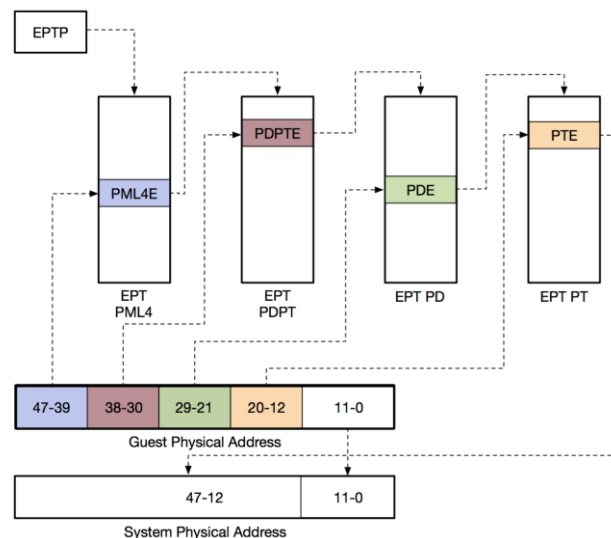 EPTP
PDPTE
PTE
PML4E
PDE
EPT
PML4
EPT
PDPT
EPT PD
EPT PT
47-39
38-30
29-21
20-12
11-0
Guest Physical Address
47-12
11-0
System Physical Address